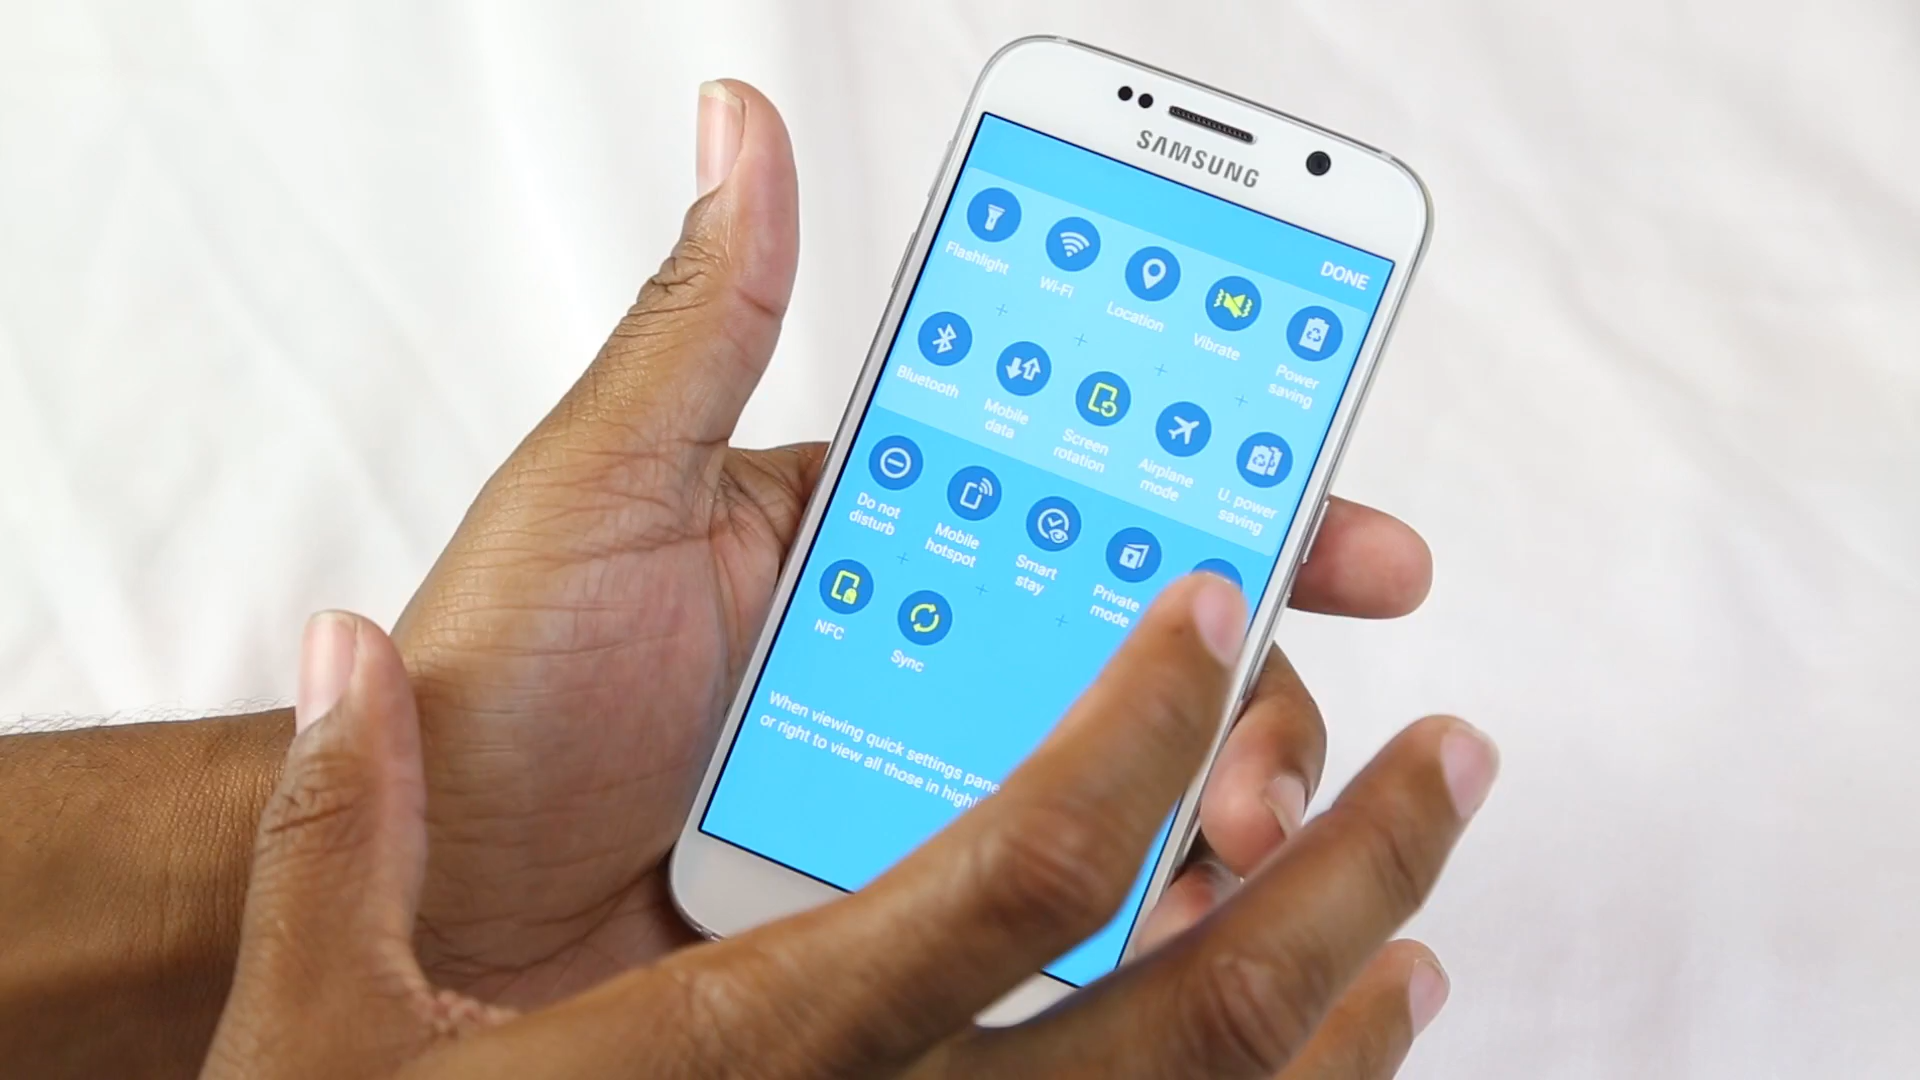 SAMSUNG
DONE
Flashlight
Wi-Fi
Location
Vibrate
Power
saving
Bluetooth
Mobile
data
Screen
rotation
Airplane
mode
U. power
saving
Do not
disturb
Mobile
hotspot
Smart
stay
Private
mode
NFC
Sync
When viewing quick settings
or right to view all those in